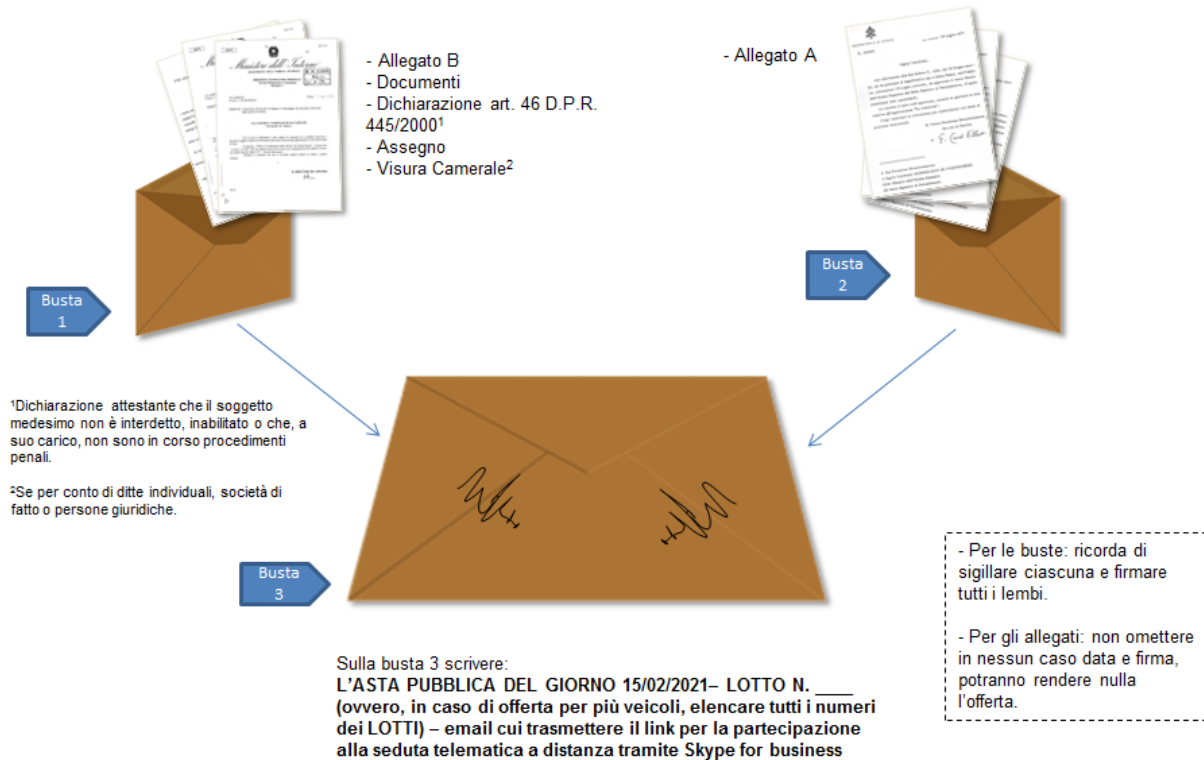 Ministero dell'Interno
- Allegato B
- Documenti
- Dichiarazione art. 46 D.P.R.
445/2000¹
- Assegno
- Visura Camerale²
- Allegato A
Busta
1
Busta
2
¹Dichiarazione attestante che il soggetto
medesimo non è interdetto, inabilitato o che, a
suo carico, non sono in corso procedimenti
penali.
²Se per conto di ditte individuali, società di
fatto o persone giuridiche.
Busta
3
- Per le buste: ricorda di
sigillare ciascuna e firmare
tutti i lembi.
- Per gli allegati: non omettere
in nessun caso data e firma,
potranno rendere nulla
l'offerta.
Sulla busta 3 scrivere:
L'ASTA PUBBLICA DEL GIORNO 15/02/2021– LOTTO N. ____
(ovvero, in caso di offerta per più veicoli, elencare tutti i numeri
dei LOTTI) – email cui trasmettere il link per la partecipazione
alla seduta telematica a distanza tramite Skype for business